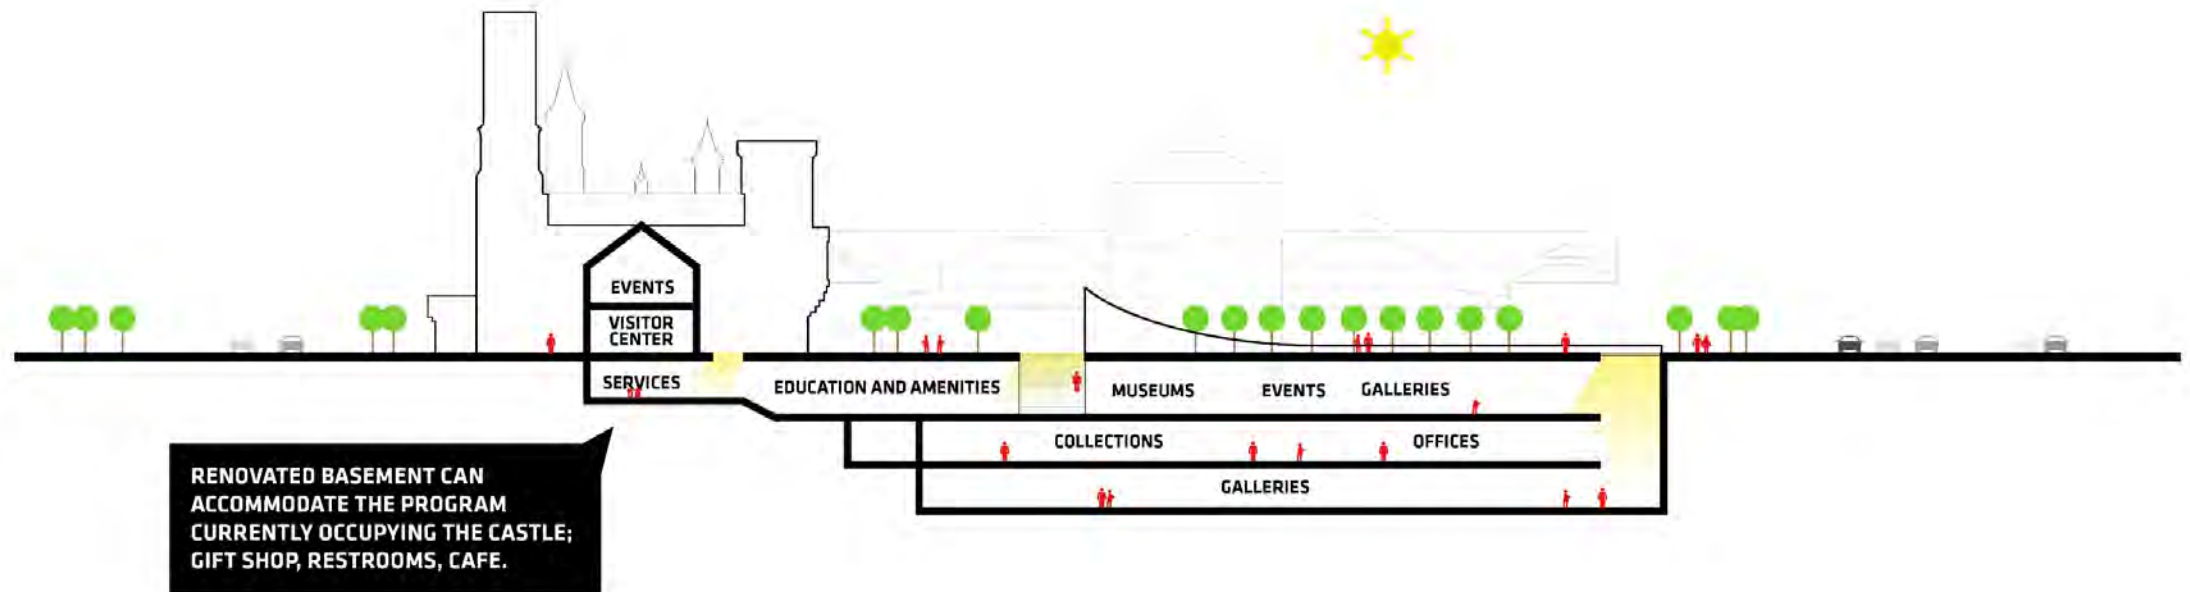 EVENTS
VISITOR
CENTER
SERVICES
EDUCATION AND AMENITIES
MUSEUMS
EVENTS
GALLERIES
COLLECTIONS
OFFICES
GALLERIES
RENOVATED BASEMENT CAN
ACCOMMODATE THE PROGRAM
CURRENTLY OCCUPYING THE CASTLE;
GIFT SHOP, RESTROOMS, CAFE.